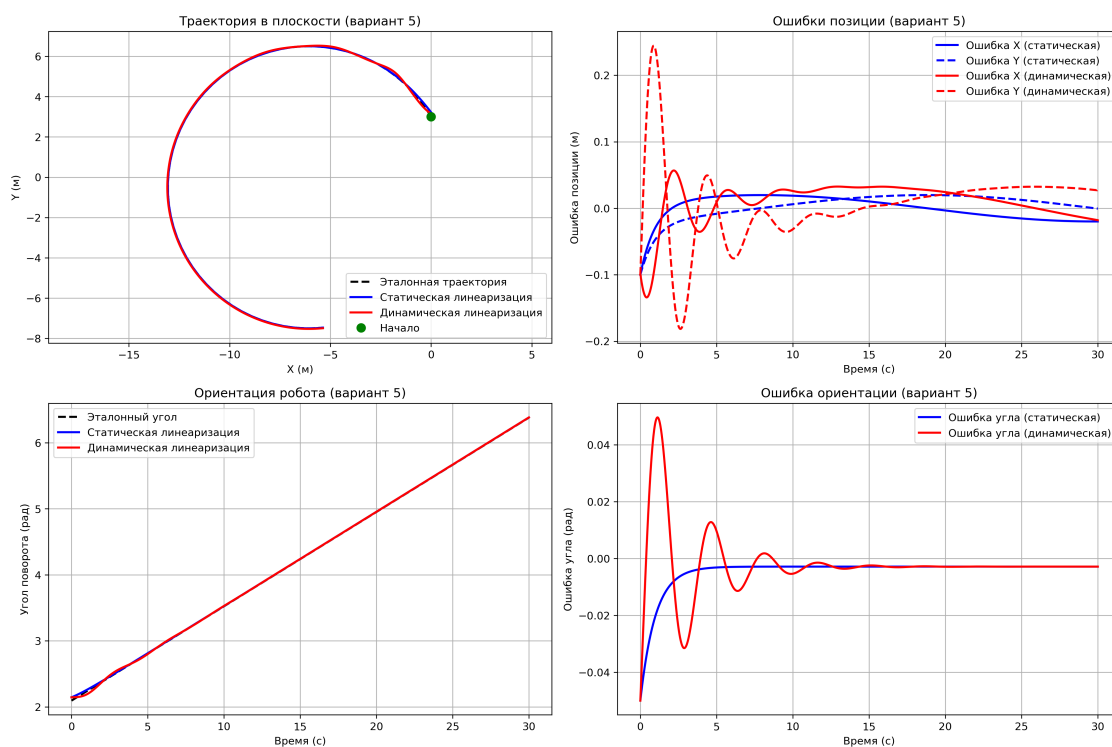 Траектория в плоскости (вариант 5)
Y (м)
6
4
2
0
−2
−4
−6
−8
−15
−10
−5
0
5
X (м)
Эталонная траектория
Статическая линеаризация
Динамическая линеаризация
Начало
Ошибки позиции (вариант 5)
Ошибка позиции (м)
0.2
0.1
0.0
−0.1
−0.2
0
5
10
15
20
25
30
Время (с)
Ошибка X (статическая)
Ошибка Y (статическая)
Ошибка X (динамическая)
Ошибка Y (динамическая)
Ориентация робота (вариант 5)
Угол поворота (рад)
6
5
4
3
2
0
5
10
15
20
25
30
Время (с)
Эталонный угол
Статическая линеаризация
Динамическая линеаризация
Ошибка ориентации (вариант 5)
Ошибка угла (рад)
0.04
0.02
0.00
−0.02
−0.04
0
5
10
15
20
25
30
Время (с)
Ошибка угла (статическая)
Ошибка угла (динамическая)